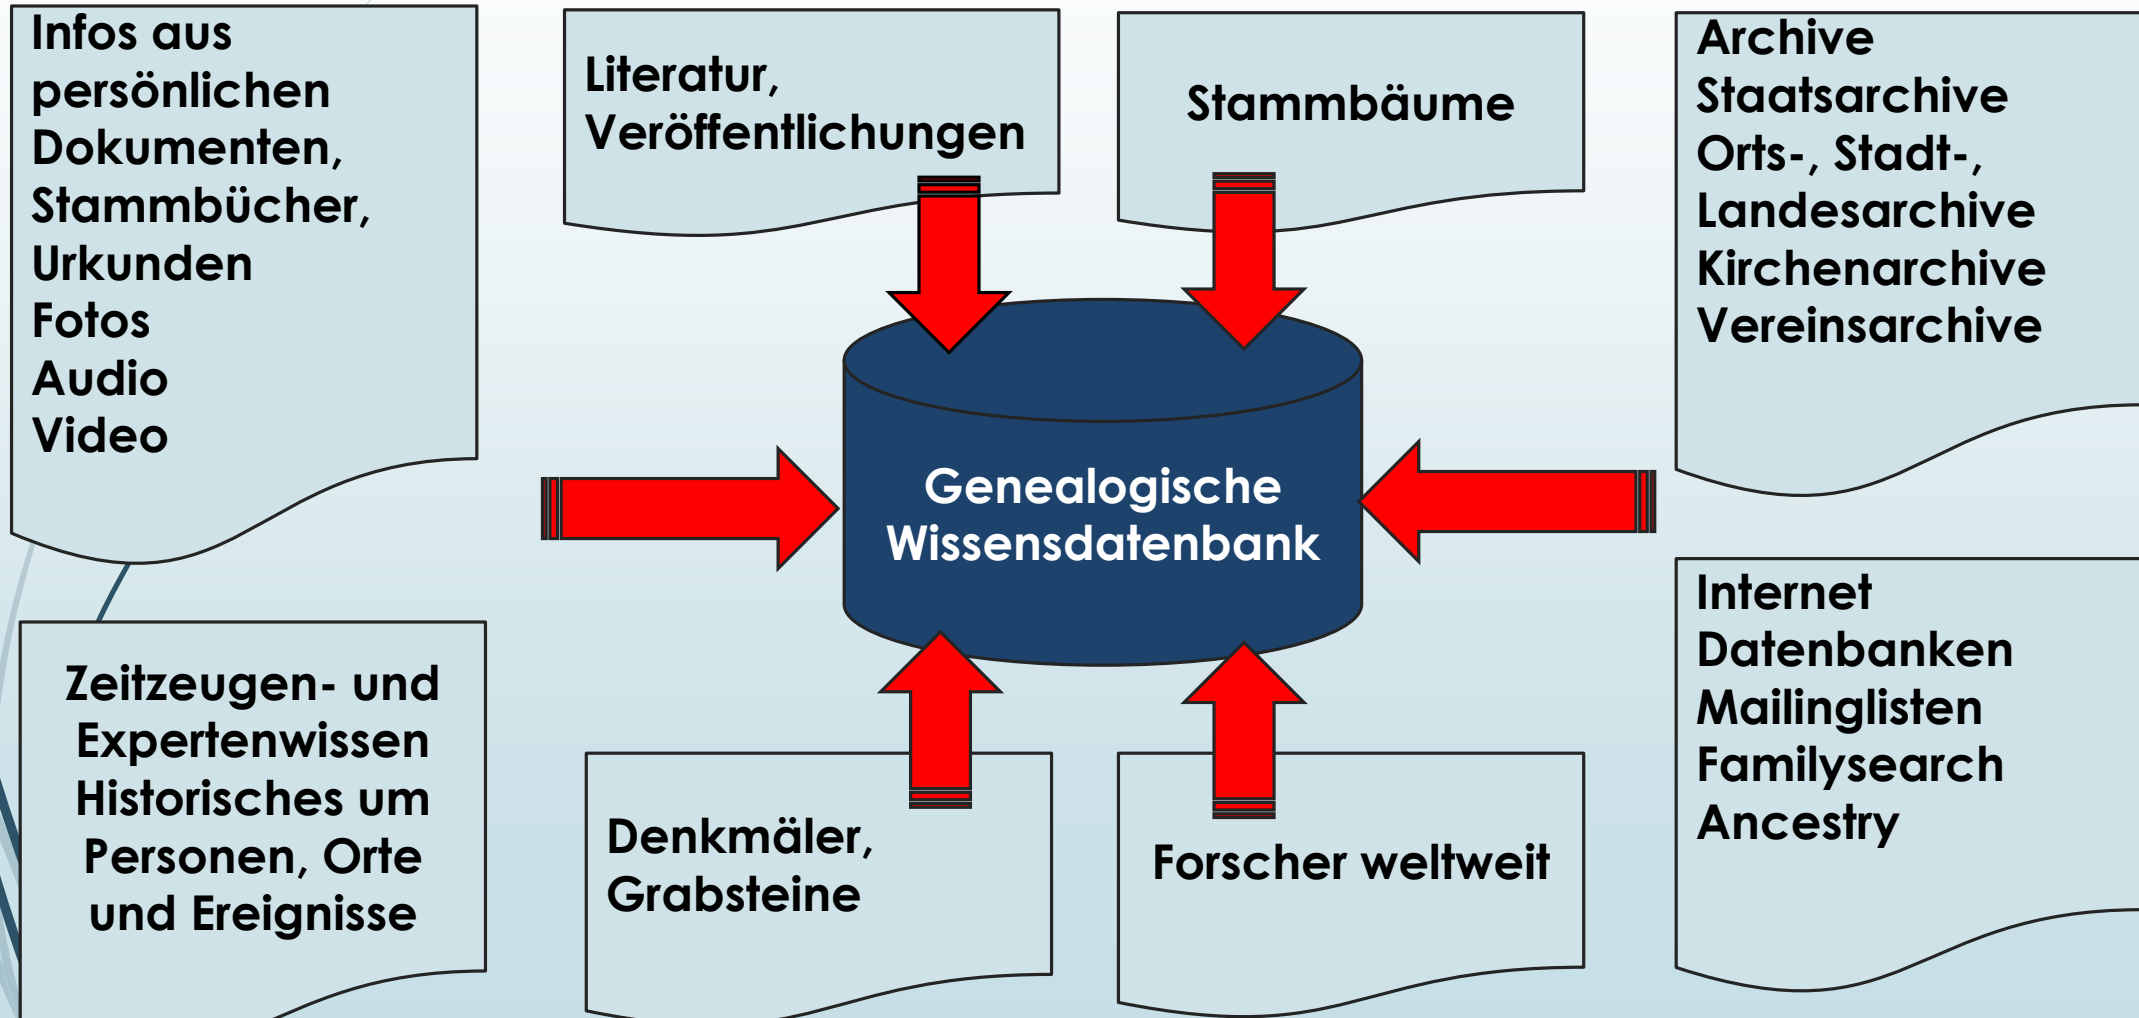 Infos aus
persönlichen
Dokumenten,
Stammbücher,
Urkunden
Fotos
Audio
Video
Literatur,
Veröffentlichungen
Stammbäume
Archive
Staatsarchive
Orts-, Stadt-,
Landesarchive
Kirchenarchive
Vereinsarchive
Genealogische
Wissensdatenbank
Zeitzeugen- und
Expertenwissen
Historisches um
Personen, Orte
und Ereignisse
Denkmäler,
Grabsteine
Forscher weltweit
Internet
Datenbanken
Mailinglisten
Familysearch
Ancestry